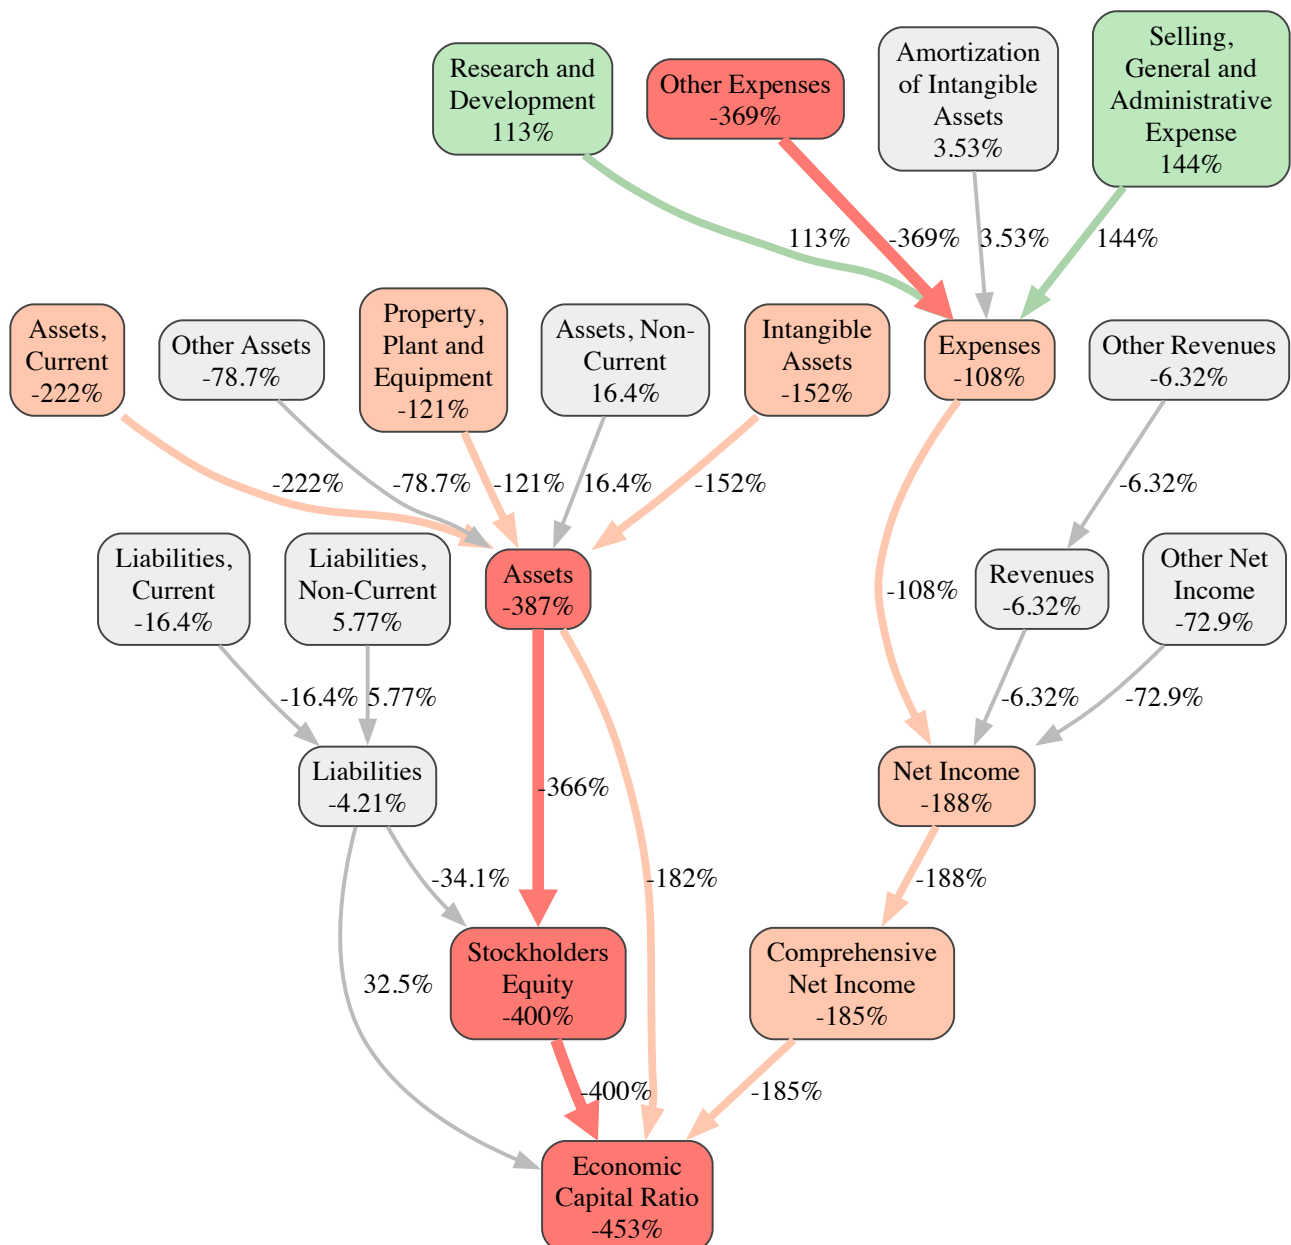 Research and
Development
113%
Other Expenses
-369%
Amortization
of Intangible
Assets
3.53%
Selling,
General and
Administrative
Expense
144%
113%
-369%
3.53%
144%
Assets,
Current
-222%
Other Assets
-78.7%
Property,
Plant and
Equipment
-121%
Assets, Non-
Current
16.4%
Intangible
Assets
-152%
Expenses
-108%
Other Revenues
-6.32%
-222%
-78.7%
-121%
16.4%
-152%
-6.32%
Liabilities,
Current
-16.4%
Liabilities,
Non-Current
5.77%
Assets
-387%
-108%
Revenues
-6.32%
Other Net
Income
-72.9%
-16.4%
5.77%
-6.32%
-72.9%
Liabilities
-4.21%
-366%
Net Income
-188%
-34.1%
-182%
-188%
32.5%
Stockholders
Equity
-400%
Comprehensive
Net Income
-185%
-400%
-185%
Economic
Capital Ratio
-453%